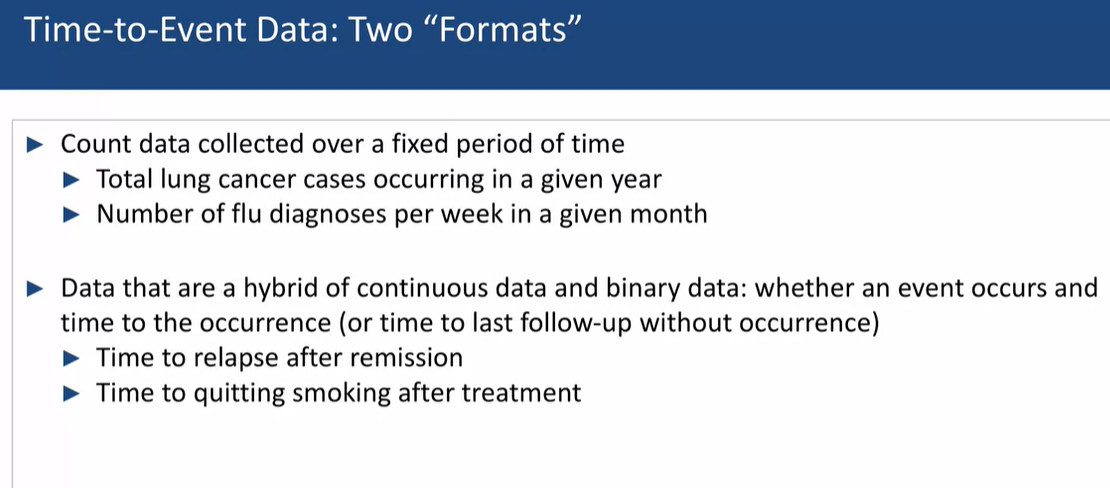 Time-to-Event Data: Two “Formats”
Count data collected over a fixed period of time
Total lung cancer cases occurring in a given year
Number of flu diagnoses per week in a given month
Data that are a hybrid of continuous data and binary data: whether an event occurs and
time to the occurrence (or time to last follow-up without occurrence)
Time to relapse after remission
Time to quitting smoking after treatment